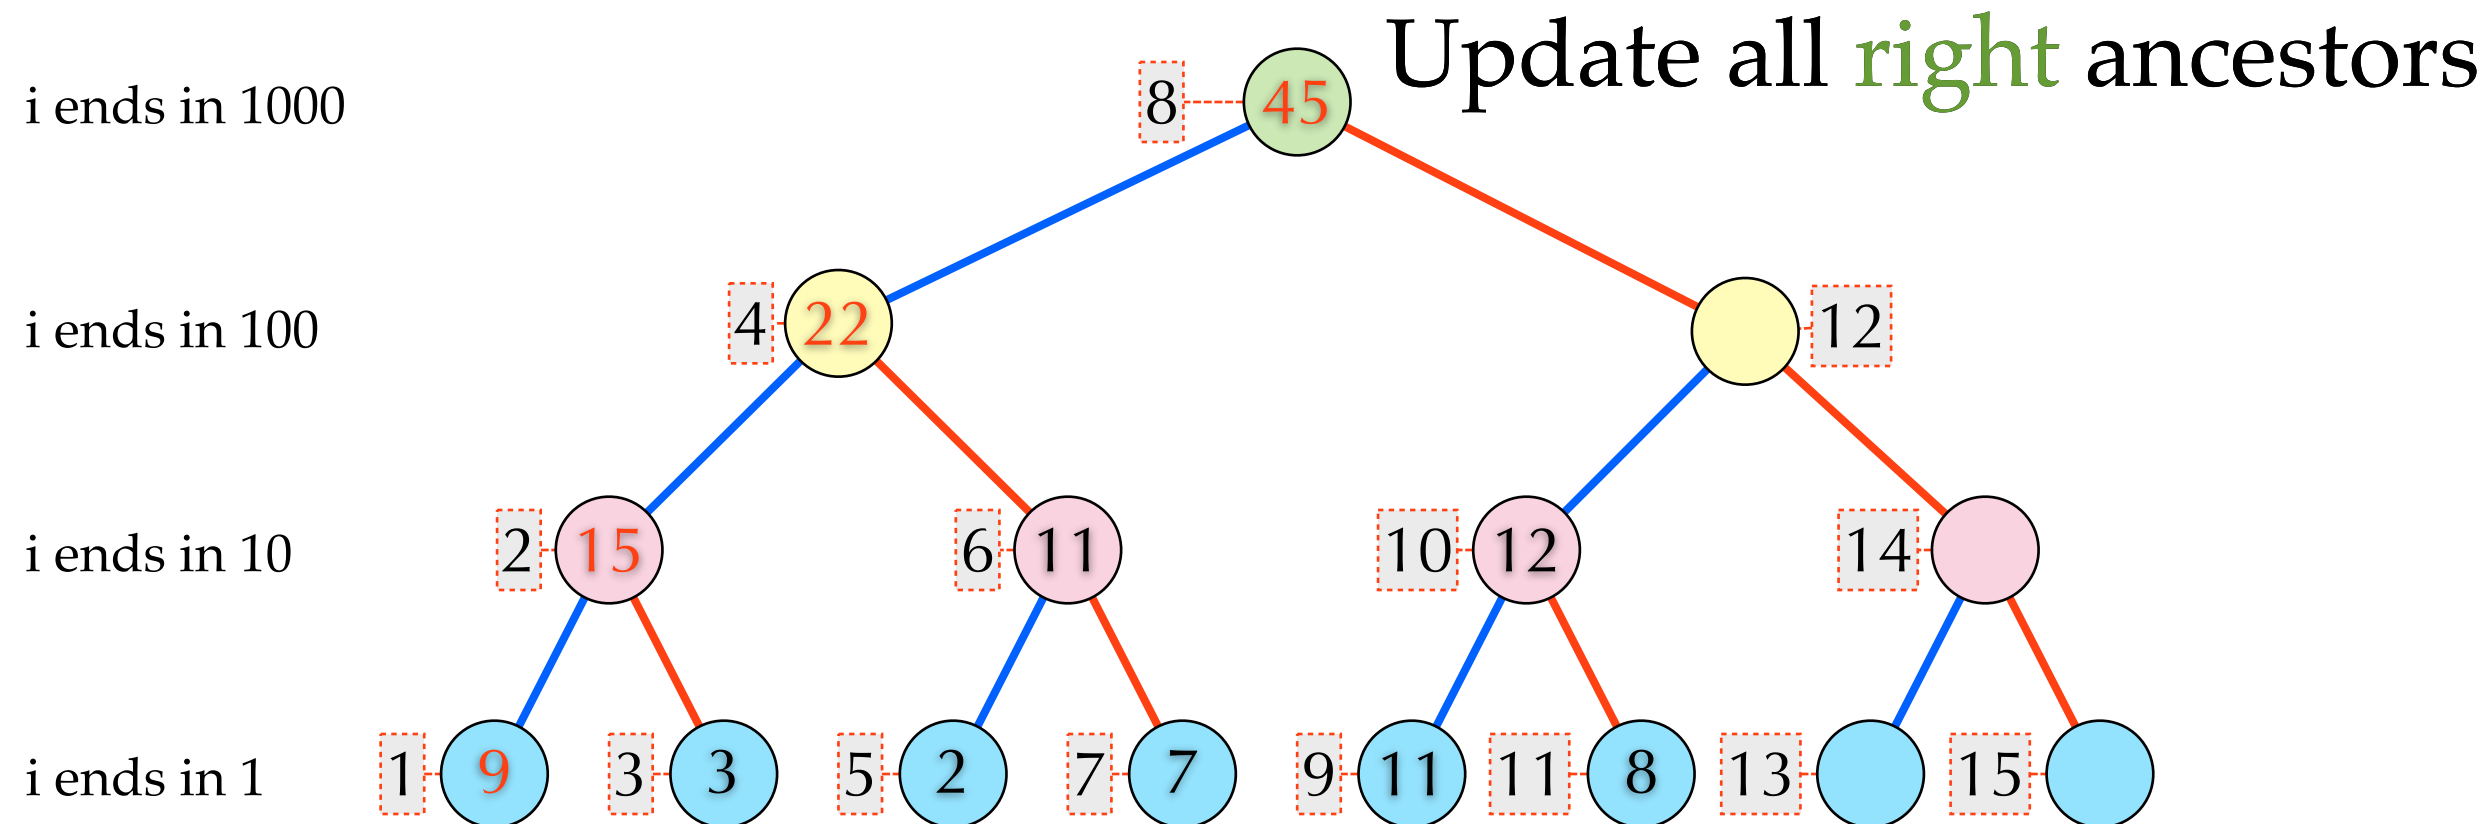 Update all right ancestors
i ends in 1000
8 45
i ends in 100
4 22 12
i ends in 10
2 15 6 11 10 12 14
i ends in 1
1 9 3 3 5 2 7 7 9 11 11 8 13 15